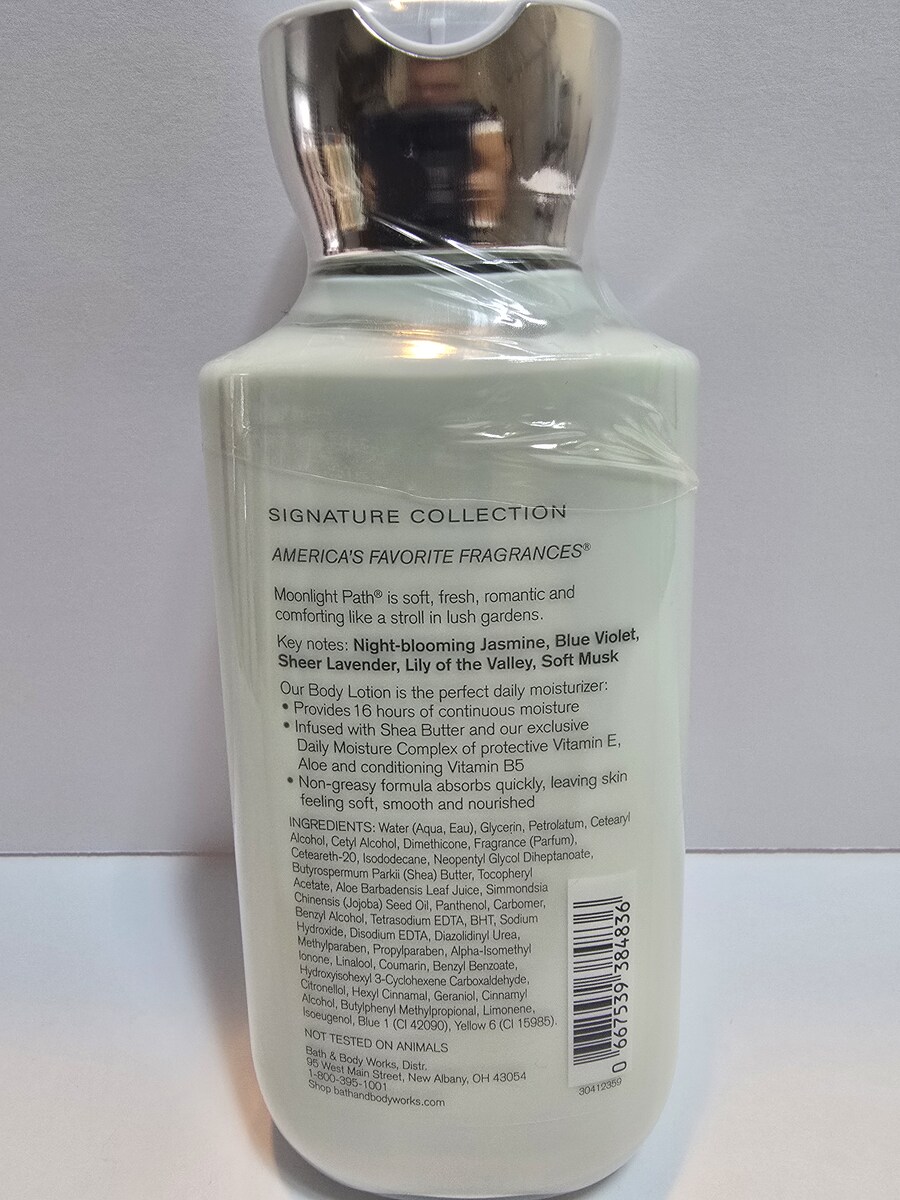 SIGNATURE COLLECTION
AMERICA'S FAVORITE FRAGRANCES®
Moonlight Path® is soft, fresh, romantic and
comforting like a stroll in lush gardens.
Key notes: Night-blooming Jasmine, Blue Violet,
Sheer Lavender, Lily of the Valley, Soft Musk
Our Body Lotion is the perfect daily moisturizer:
• Provides 16 hours of continuous moisture
• Infused with Shea Butter and our exclusive
Daily Moisture Complex of protective Vitamin E,
Aloe and conditioning Vitamin B5
• Non-greasy formula absorbs quickly, leaving skin
feeling soft, smooth and nourished
INGREDIENTS: Water (Aqua, Eau), Glycerin, Petrolatum, Cetearyl
Alcohol, Cetyl Alcohol, Dimethicone, Fragrance (Parfum),
Ceteareth-20, Isododecane, Neopentyl Glycol Diheptanoate,
Butyrospermum Parkii (Shea) Butter, Tocopheryl
Acetate, Aloe Barbadensis Leaf Juice, Simmondsia
Chinensis (Jojoba) Seed Oil, Panthenol, Carbomer,
Benzyl Alcohol, Tetrasodium EDTA, BHT, Sodium
Hydroxide, Disodium EDTA, Diazolidinyl Urea,
Methylparaben, Propylparaben, Alpha-Isomethyl
Ionone, Linalool, Coumarin, Benzyl Benzoate,
Hydroxyisohexyl 3-Cyclohexene Carboxaldehyde,
Citronellol, Hexyl Cinnamal, Geraniol, Cinnamyl
Alcohol, Butylphenyl Methylpropional, Limonene,
Isoeugenol, Blue 1 (CI 42090), Yellow 6 (CI 15985).
NOT TESTED ON ANIMALS
Bath & Body Works, Distr.
95 West Main Street, New Albany, OH 43054
1-800-395-1001
Shop bathandbodyworks.com
0 667539 384836
30412359